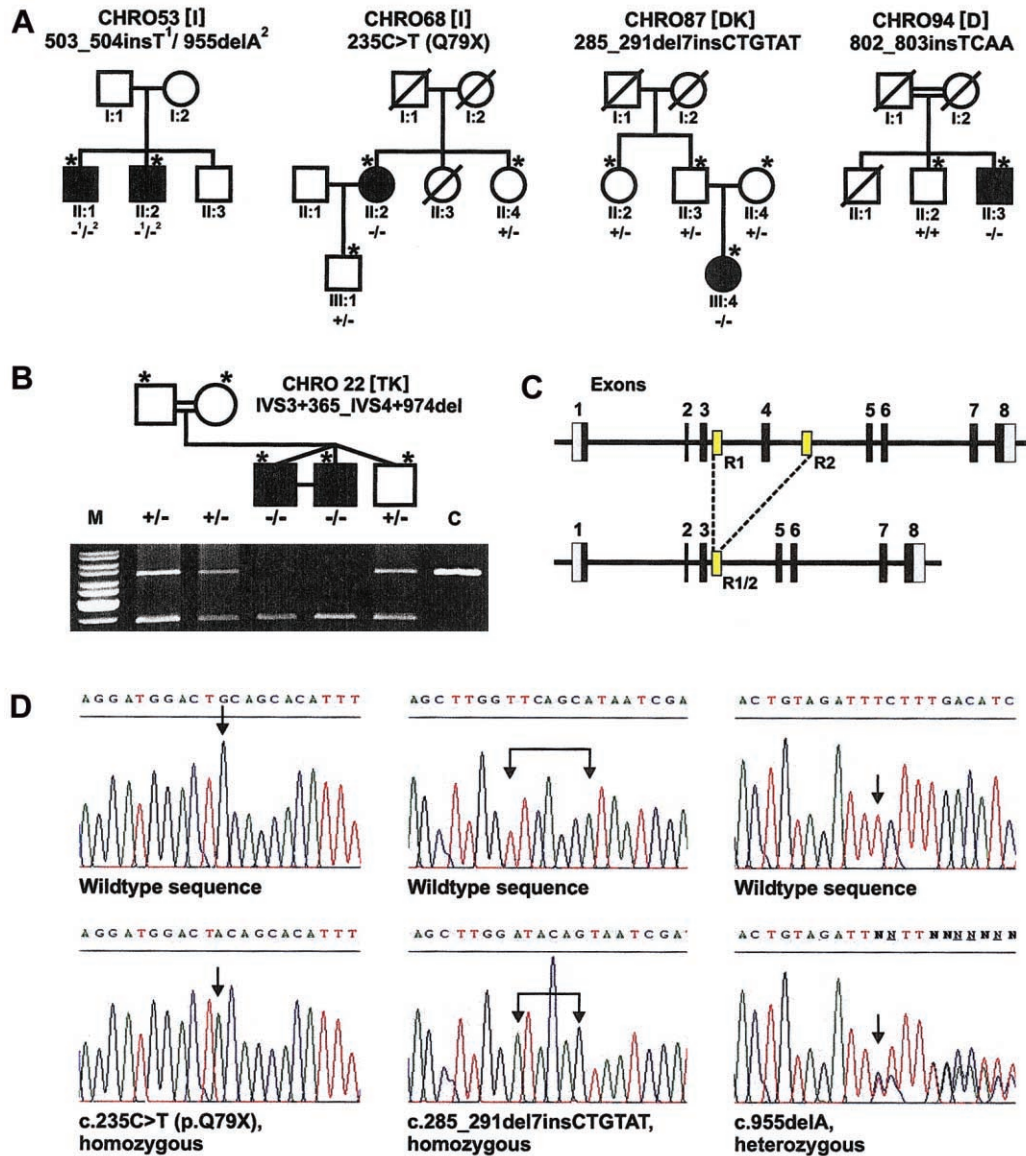 A
CHRO53 [I]
503_504insT¹/ 955delA²
CHRO68 [I]
235C>T (Q79X)
CHRO87 [DK]
285_291del7insCTGTAT
CHRO94 [D]
802_803insTCAA
I:1 I:2
I:1 I:2
I:1 I:2
I:1 I:2
* * * * * * * * *
II:1 II:2 II:3
-¹/-² -¹/-²
II:1 II:2 II:3 II:4
-/- +/-
II:2 II:3 II:4
+/- +/- +/-
II:1 II:2 II:3
+/+ -/-
* *
III:1
+/-
III:4
-/-
B
* *
CHRO 22 [TK]
IVS3+365_IVS4+974del
* * *
M +/- +/- -/- -/- +/- C
C
Exons
1 2 3 4 5 6 7 8
R1 R2
1 2 3 5 6 7 8
R1/2
D
AGGATGGACTGCAGCACATTT
Wildtype sequence
AGCTTGGTTCAGCATAATCGA
Wildtype sequence
ACTGTAGATTTCTTTGACATC
Wildtype sequence
AGGATGGACTACAGCACATTT
c.235C>T (p.Q79X),
homozygous
AGCTTGGATACAGTAATCGA
c.285_291del7insCTGTAT,
homozygous
ACTGTAGATTNNTTNNNNNNN
c.955delA,
heterozygous